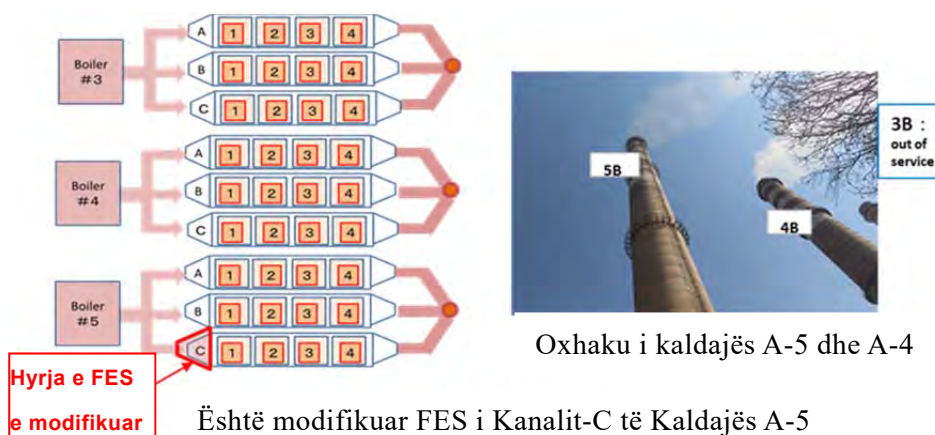 Boiler
#3
A 1 2 3 4
B 1 2 3 4
C 1 2 3 4
Boiler
#4
A 1 2 3 4
B 1 2 3 4
C 1 2 3 4
Boiler
#5
A 1 2 3 4
B 1 2 3 4
C 1 2 3 4
Hyrja e FES
e modifikuar
5B
4B
3B :
out of
service
Oxhaku i kaldajës A-5 dhe A-4
Është modifikuar FES i Kanalit-C të Kaldajës A-5